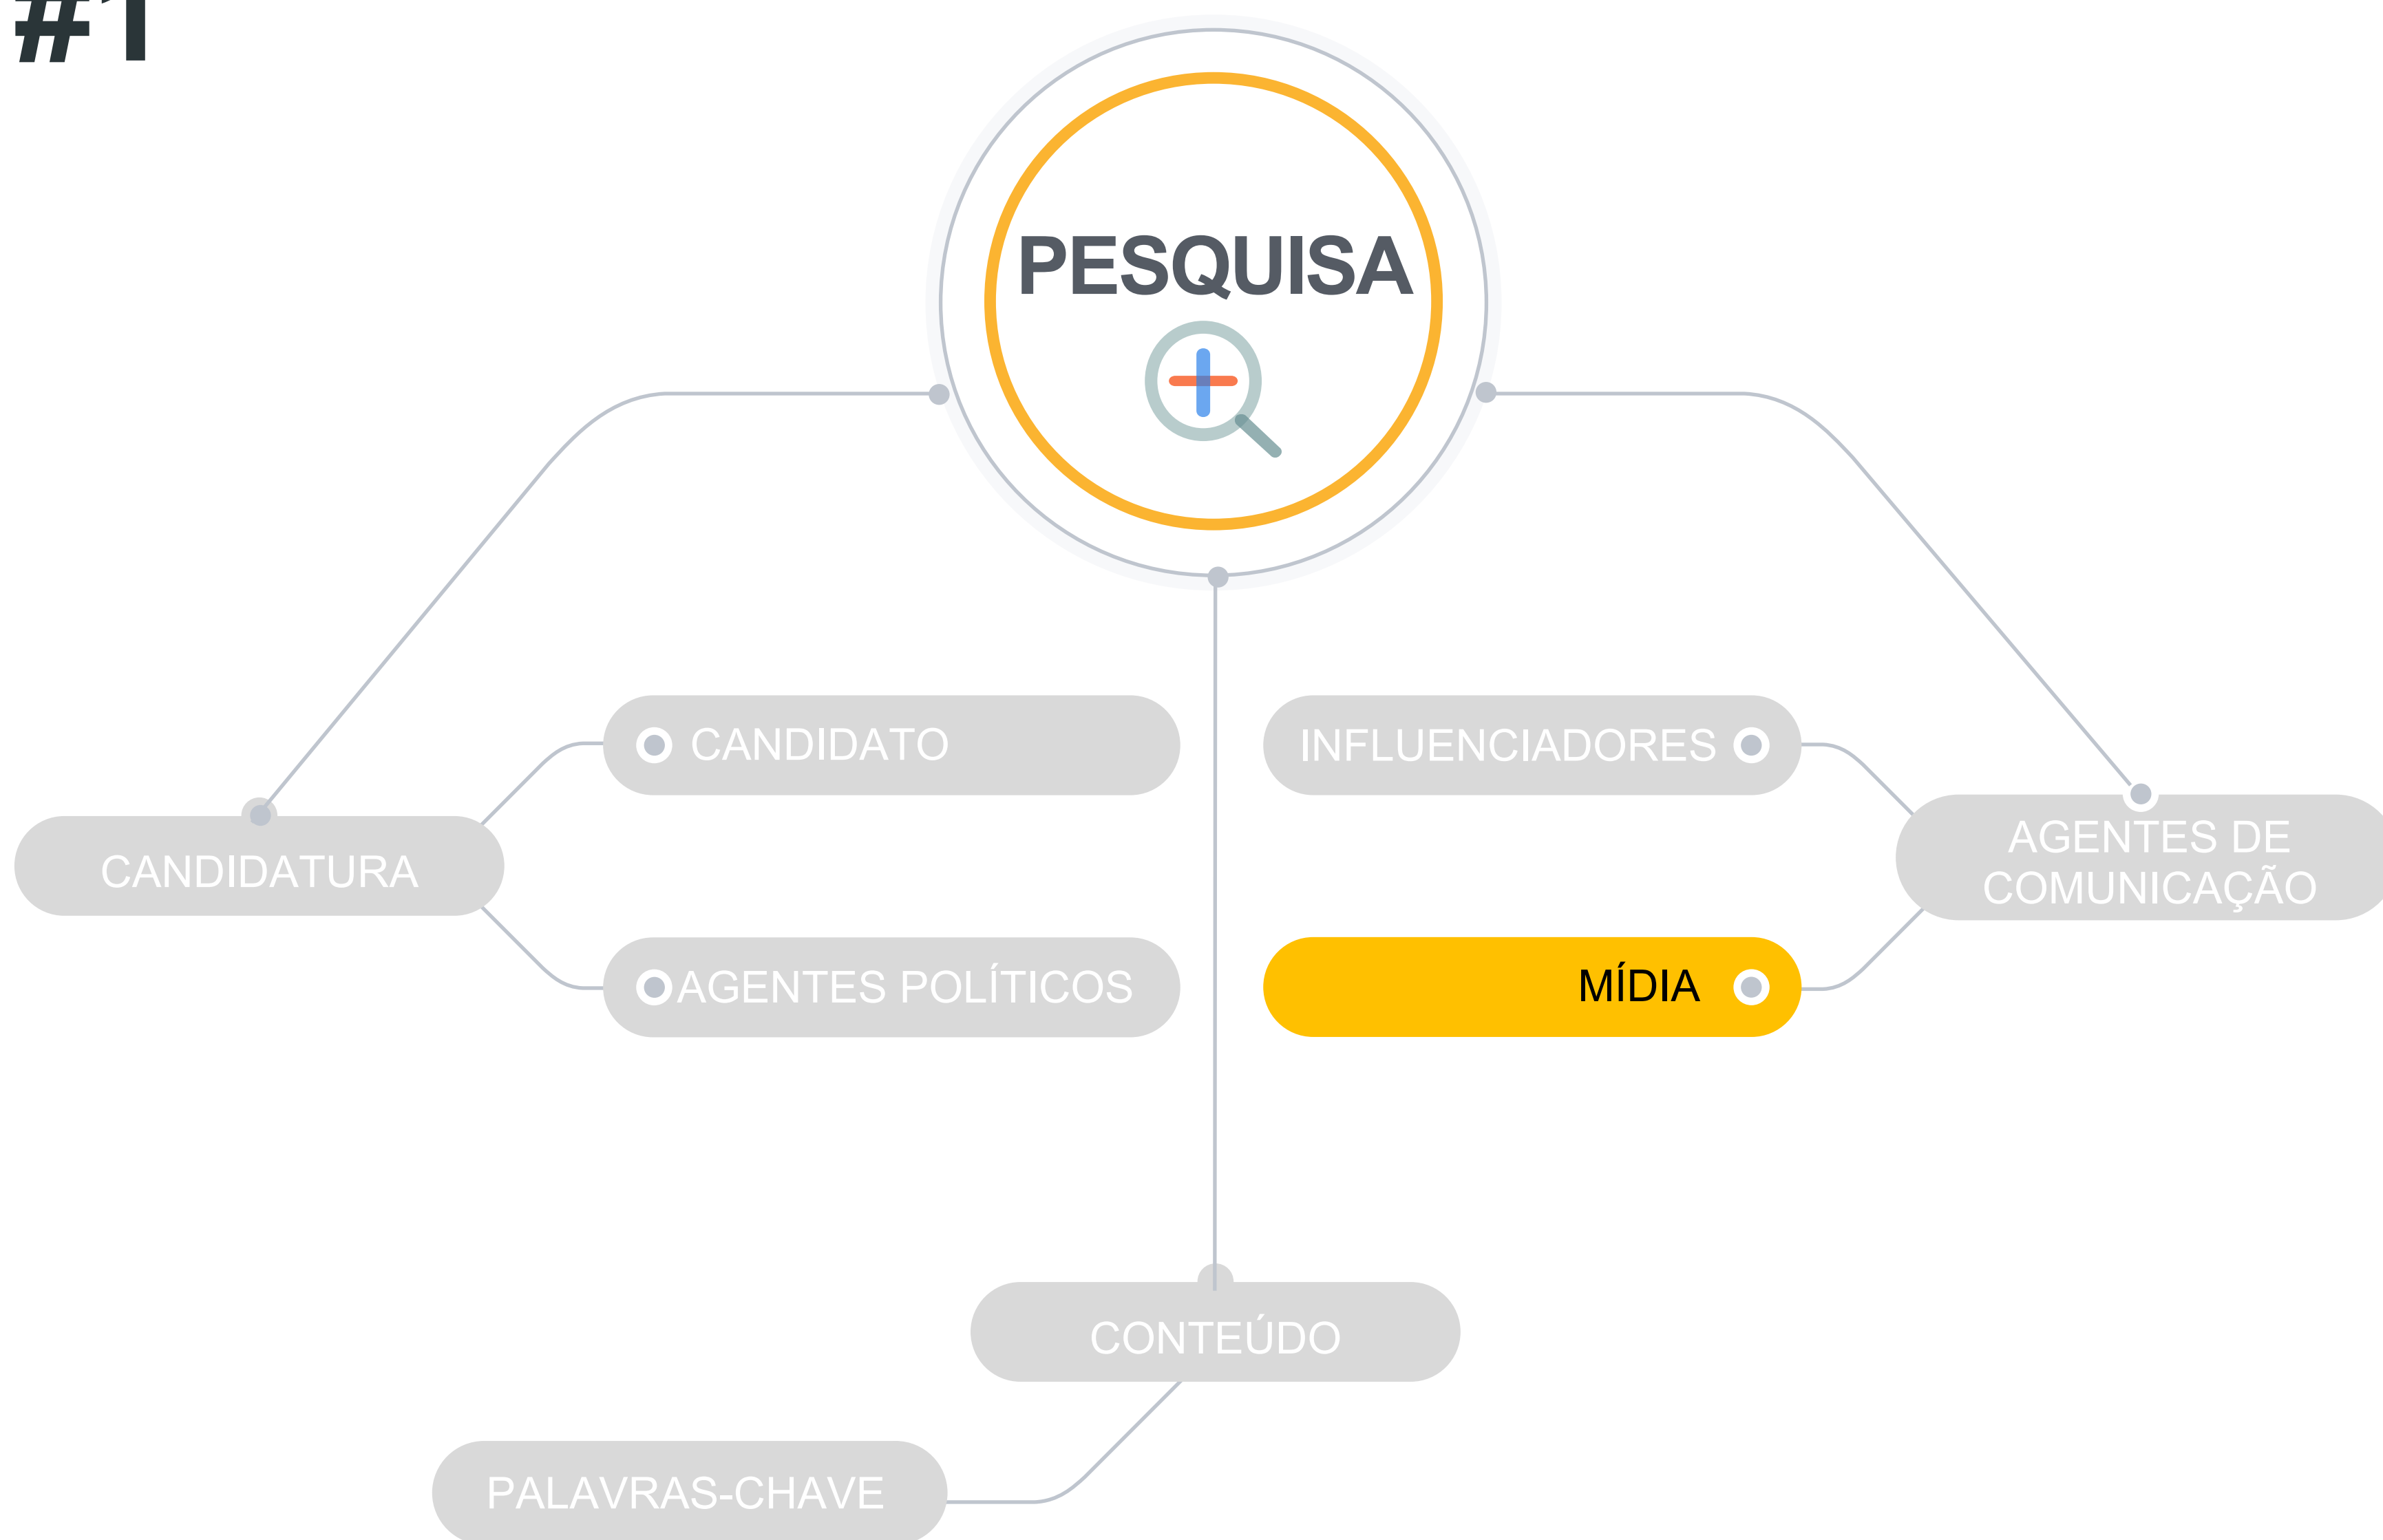 #1
PESQUISA
CANDIDATO
INFLUENCIADORES
CANDIDATURA
AGENTES DE
COMUNICAÇÃO
AGENTES POLÍTICOS
MÍDIA
CONTEÚDO
PALAVRAS-CHAVE